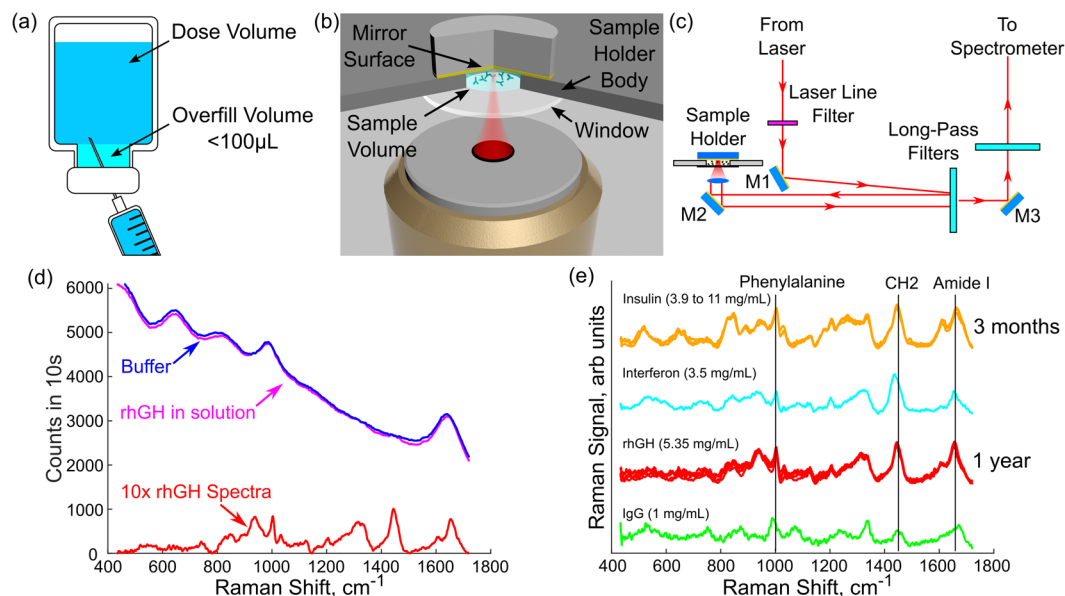 (a)
Dose Volume
Overfill Volume
<100µL
(b)
Mirror
Surface
Sample
Holder
Body
Sample
Volume
Window
(c)
From
Laser
To
Spectrometer
Laser Line
Filter
Sample
Holder
Long-Pass
Filters
M1
M2
M3
(d)
Counts in 10s
6000
5000
4000
3000
2000
1000
0
Buffer
rhGH in solution
10x rhGH Spectra
400 600 800 1000 1200 1400 1600 1800
Raman Shift, cm⁻¹
(e)
Phenylalanine CH2 Amide I
Raman Signal, arb units
Insulin (3.9 to 11 mg/mL)
3 months
Interferon (3.5 mg/mL)
rhGH (5.35 mg/mL)
1 year
IgG (1 mg/mL)
400 600 800 1000 1200 1400 1600 1800
Raman Shift, cm⁻¹